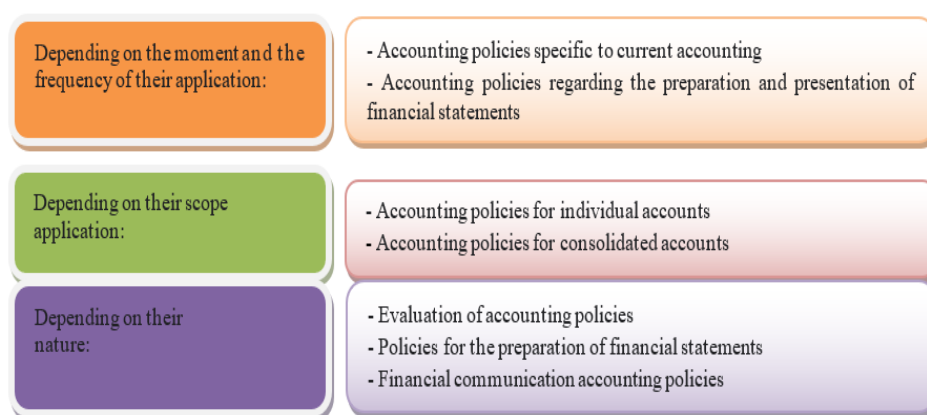 Depending on the moment and the
frequency of their application:
- Accounting policies specific to current accounting
- Accounting policies regarding the preparation and presentation of
financial statements
Depending on their scope
application:
- Accounting policies for individual accounts
- Accounting policies for consolidated accounts
Depending on their
nature:
- Evaluation of accounting policies
- Policies for the preparation of financial statements
- Financial communication accounting policies